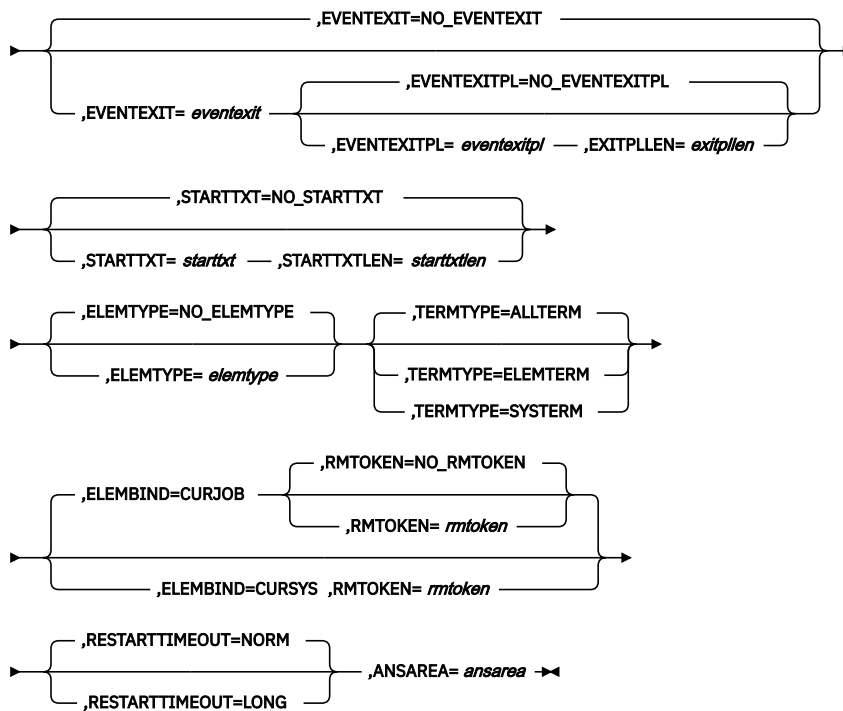 ,EVENTEXIT=NO_EVENTEXIT
,EVENTEXITPL=NO_EVENTEXITPL
,EVENTEXIT= eventexit
,EVENTEXITPL= eventexitpl ,EXITPLLEN= exitpllen
,STARTTXT=NO_STARTTXT
,STARTTXT= starttxt ,STARTTXTLEN= starttxtlen
,ELEMTYPE=NO_ELEMTYPE ,TERMTYPE=ALLTERM
,ELEMTYPE= elemtype ,TERMTYPE=ELEMTERM
,TERMTYPE=SYSTERM
,RMTOKEN=NO_RMTOKEN
,ELEMBIND=CURJOB
,RMTOKEN= rmtoken
,ELEMBIND=CURSYS ,RMTOKEN= rmtoken
,RESTARTTIMEOUT=NORM
,ANSAREA= ansarea
,RESTARTTIMEOUT=LONG